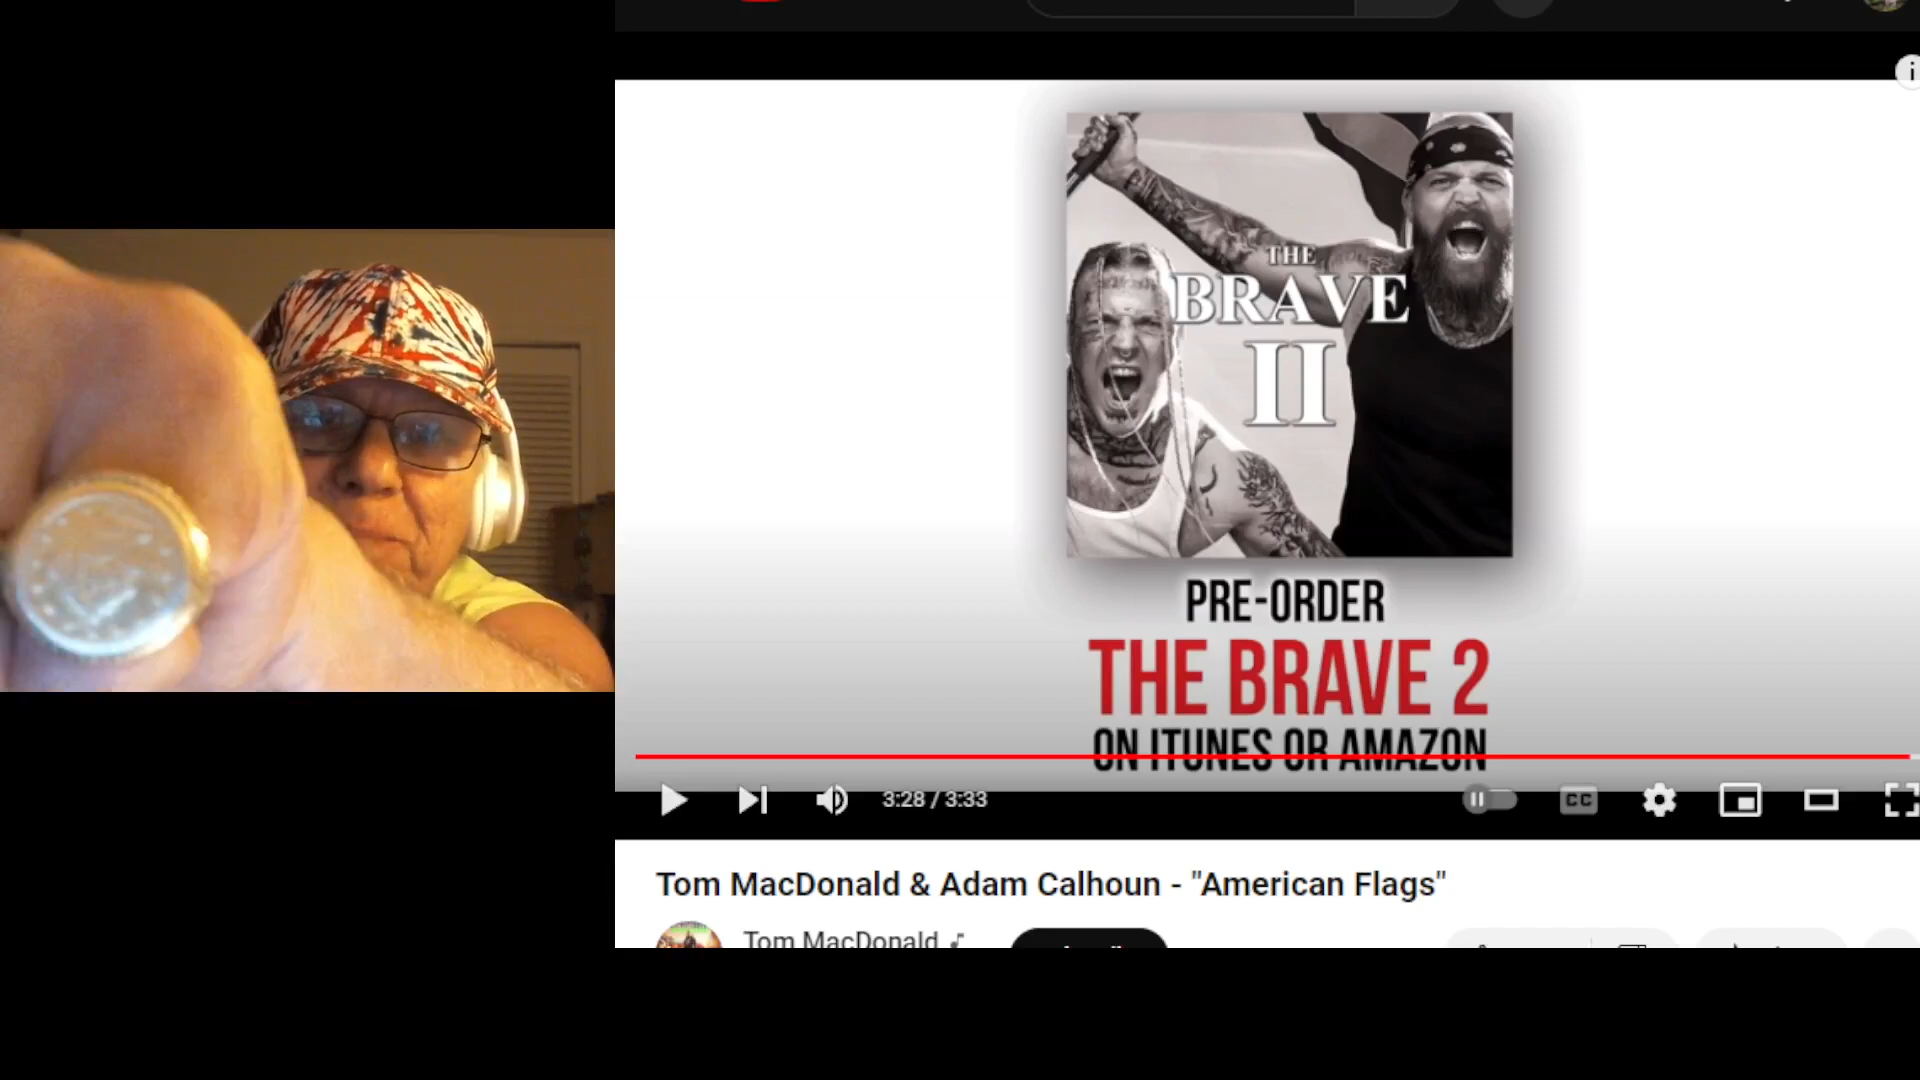 THE
BRAVE
II
PRE-ORDER
THE BRAVE 2
ON ITUNES OR AMAZON
3:28 / 3:33
CC
Tom MacDonald & Adam Calhoun - "American Flags"
Tom MacDonald